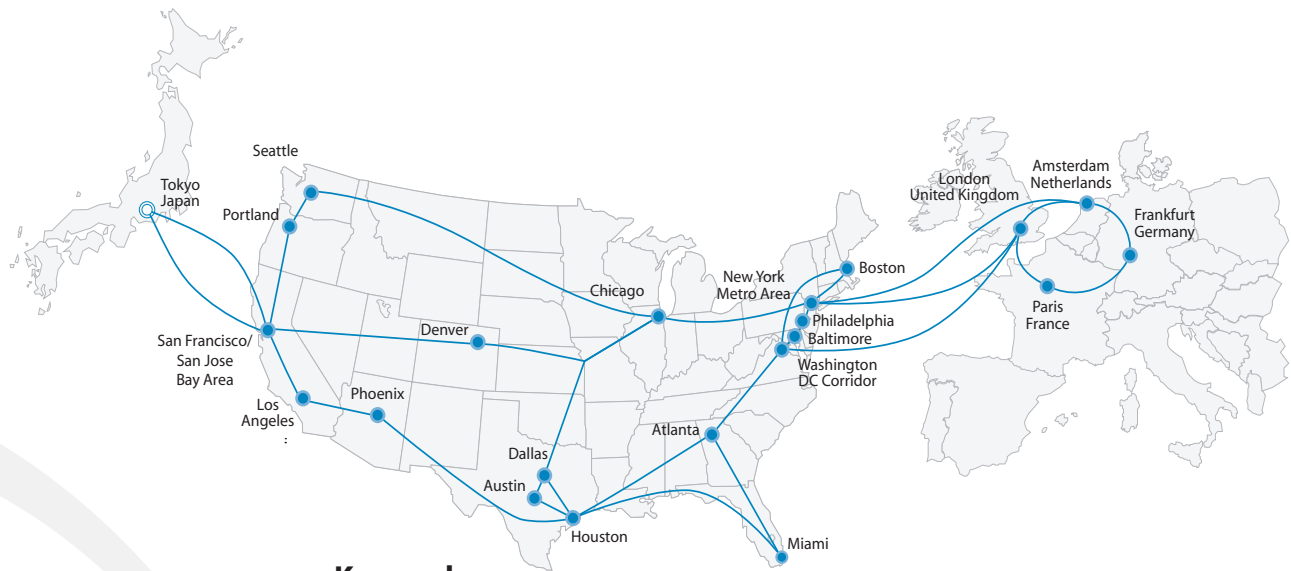 Seattle
Tokyo
Japan
Portland
San Francisco/
San Jose
Bay Area
Los
Angeles
:
Phoenix
Denver
Chicago
Dallas
Austin
Houston
Atlanta
Miami
New York
Metro Area
Boston
Philadelphia
Baltimore
Washington
DC Corridor
London
United Kingdom
Amsterdam
Netherlands
Frankfurt
Germany
Paris
France